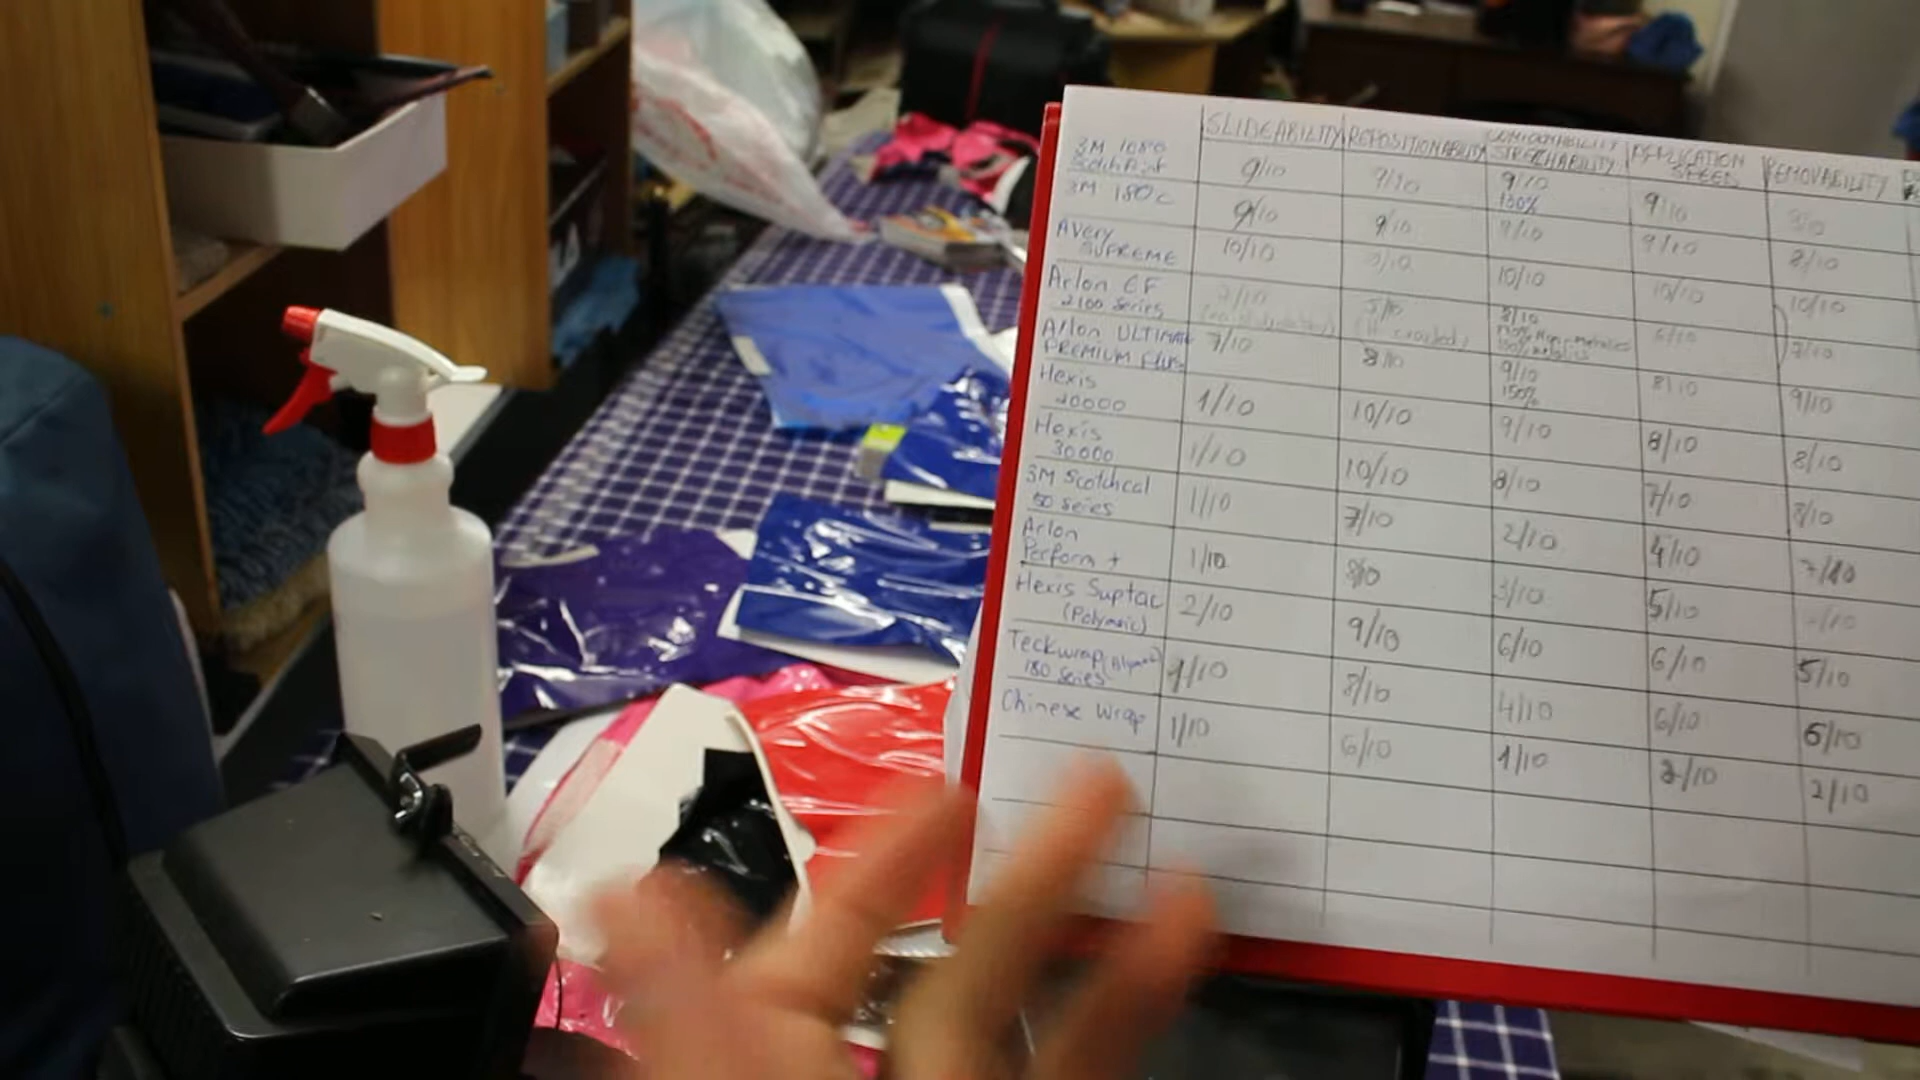 SLIDEABILITY REPOSITIONABILITY CONFORMABILITY STRETCHABILITY APPLICATION SPEED REMOVABILITY
3M 1080 9/10 9/10 9/10 9/10
ScotchPrint 150%
3M 180c 9/10 9/10 9/10 9/10 8/10
Avery 10/10 10/10 10/10 10/10
SUPREME
Arlon CF 5/10 8/10 7/10
2100 Series
Arlon ULTIMATE 7/10 8/10 9/10 8/10 9/10
PREMIUM PLUS 150%
Hexis 1/10 10/10 9/10 8/10 8/10
20000
Hexis 1/10 10/10 8/10 7/10 8/10
30000
3M Scotchcal 1/10 7/10 2/10 4/10 7/10
50 Series
Arlon 1/10 8/10 3/10 5/10
Perform +
Hexis Suptac 2/10 9/10 6/10 6/10 5/10
(Polymeric)
Teckwrap 1/10 8/10 4/10 6/10 6/10
180 Series
Chinese Wrap 1/10 6/10 1/10 2/10 2/10